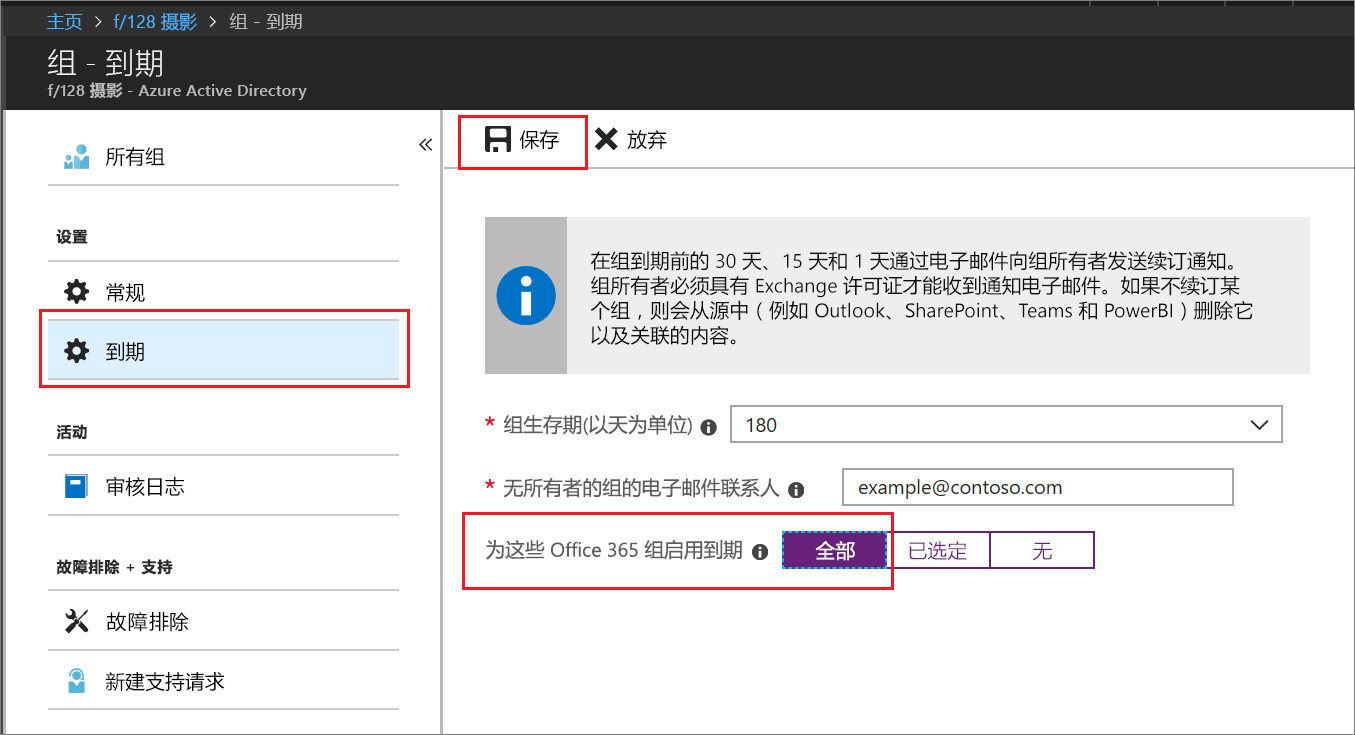 主页 > f/128 摄影 > 组 - 到期
组 - 到期
f/128 摄影 - Azure Active Directory
«
所有组
设置
常规
到期
活动
审核日志
故障排除 + 支持
故障排除
新建支持请求
保存 放弃
在组到期前的 30 天、15 天和 1 天通过电子邮件向组所有者发送续订通知。
组所有者必须具有 Exchange 许可证才能收到通知电子邮件。如果不续订某
个组，则会从源中（例如 Outlook、SharePoint、Teams 和 PowerBI）删除它
以及关联的内容。
* 组生存期(以天为单位) 180
* 无所有者的组的电子邮件联系人 example@contoso.com
为这些 Office 365 组启用到期 全部 已选定 无